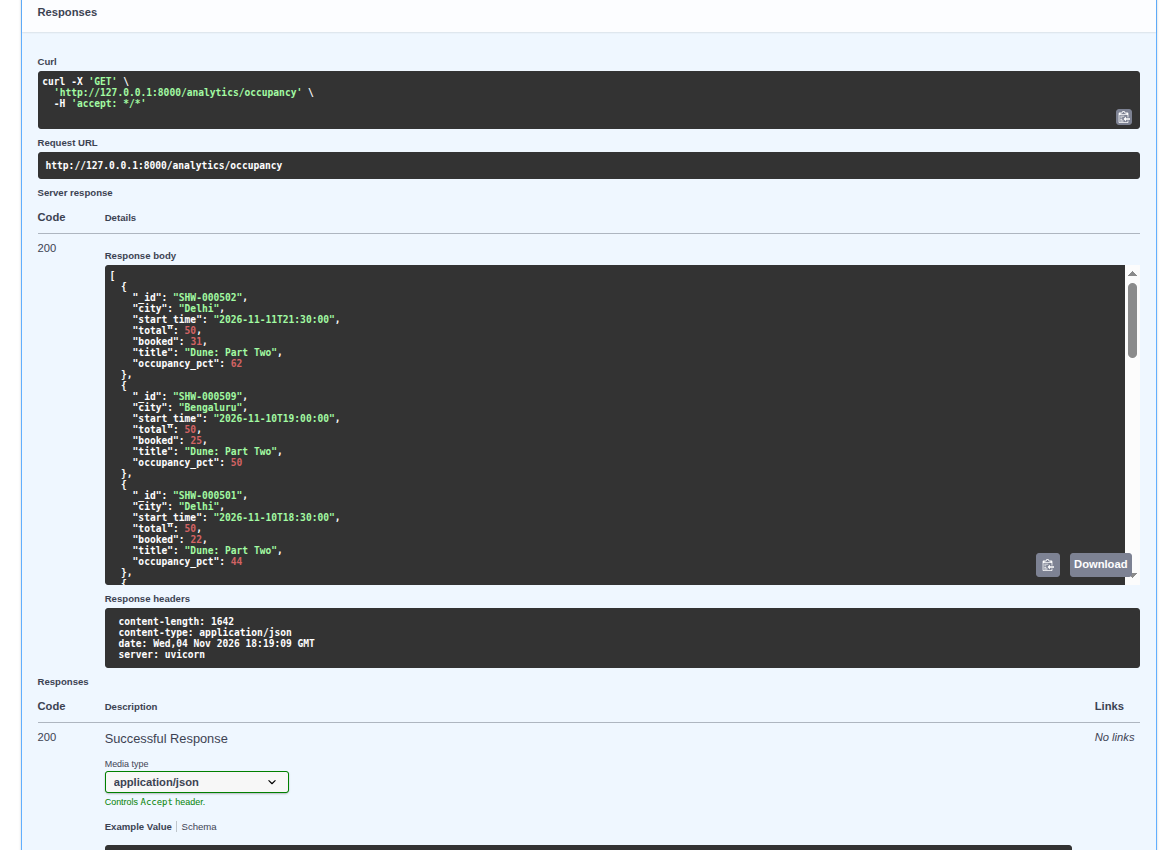 Responses
Curl
curl -X 'GET' \
  'http://127.0.0.1:8000/analytics/occupancy' \
  -H 'accept: */*'
Request URL
http://127.0.0.1:8000/analytics/occupancy
Server response
Code Details
200
Response body
[
  {
    "_id": "SHW-000502",
    "city": "Delhi",
    "start_time": "2026-11-11T21:30:00",
    "total": 50,
    "booked": 31,
    "title": "Dune: Part Two",
    "occupancy_pct": 62
  },
  {
    "_id": "SHW-000509",
    "city": "Bengaluru",
    "start_time": "2026-11-10T19:00:00",
    "total": 50,
    "booked": 25,
    "title": "Dune: Part Two",
    "occupancy_pct": 50
  },
  {
    "_id": "SHW-000501",
    "city": "Delhi",
    "start_time": "2026-11-10T18:30:00",
    "total": 50,
    "booked": 22,
    "title": "Dune: Part Two",
    "occupancy_pct": 44
  },
  {
Download
Response headers
content-length: 1642
content-type: application/json
date: Wed,04 Nov 2026 18:19:09 GMT
server: uvicorn
Responses
Code Description Links
200 Successful Response No links
Media type
application/json
Controls Accept header.
Example Value Schema